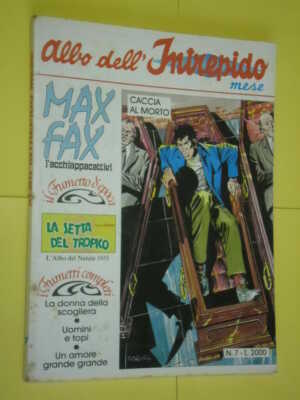 albo dell'Intrepido
mese
MAX
FAX
l'acchiappacattivi
CACCIA
AL MORTO
il Fumetto d'epoca
LA SETTA
DEL TROPICO
L'Albo del Natale 1955
i Fumetti completi
La donna della
scogliera
Uomini
e topi
Un amore
grande grande
N.7 - L. 2000